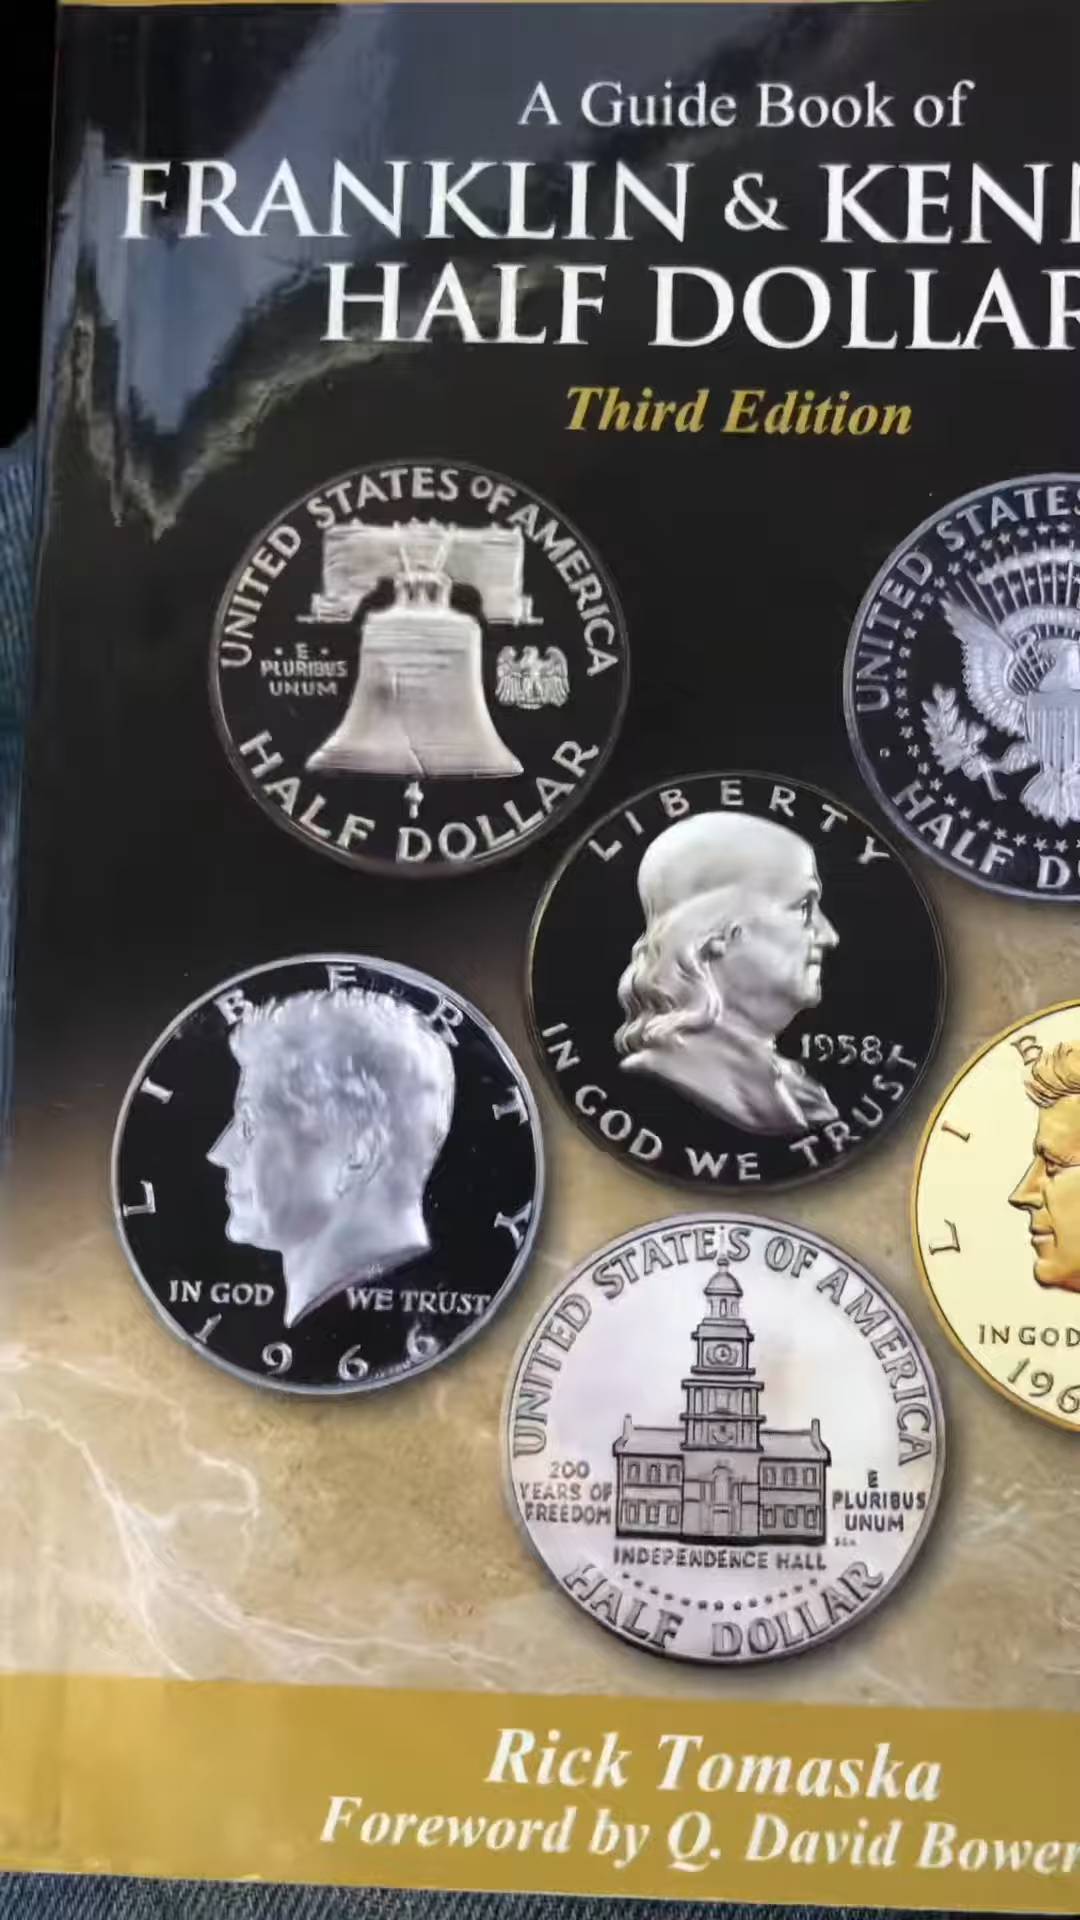 A Guide Book of
FRANKLIN & KENN
HALF DOLLAR
Third Edition
UNITED STATES OF AMERICA
· E ·
PLURIBUS
UNUM
HALF DOLLAR
UNITED STATES
HALF DO
LIBERTY
1958
IN GOD WE TRUST
LIBERTY
IN GOD WE TRUST
1966
LIB
IN GOD
196
UNITED STATES OF AMERICA
200
YEARS OF
FREEDOM
E
PLURIBUS
UNUM
INDEPENDENCE HALL
HALF DOLLAR
Rick Tomaska
Foreword by Q. David Bower